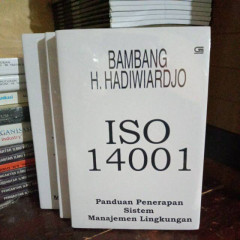 BAMBANG
H. HADIWIARDJO
ISO
14001
Panduan Penerapan
Sistem
Manajemen Lingkungan